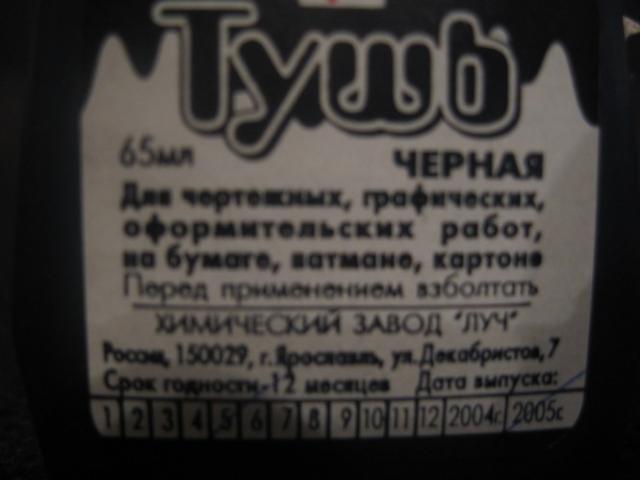 Тушь
65мл
ЧЕРНАЯ
Для чертежных, графических,
оформительских работ,
на бумаге, ватмане, картоне
Перед применением взболтать
ХИМИЧЕСКИЙ ЗАВОД "ЛУЧ"
Россия, 150029, г.Ярославль, ул.Декабристов,7
Срок годности-12 месяцев Дата выпуска:
1 2 3 4 5 6 7 8 9 10 11 12 2004г. 2005г